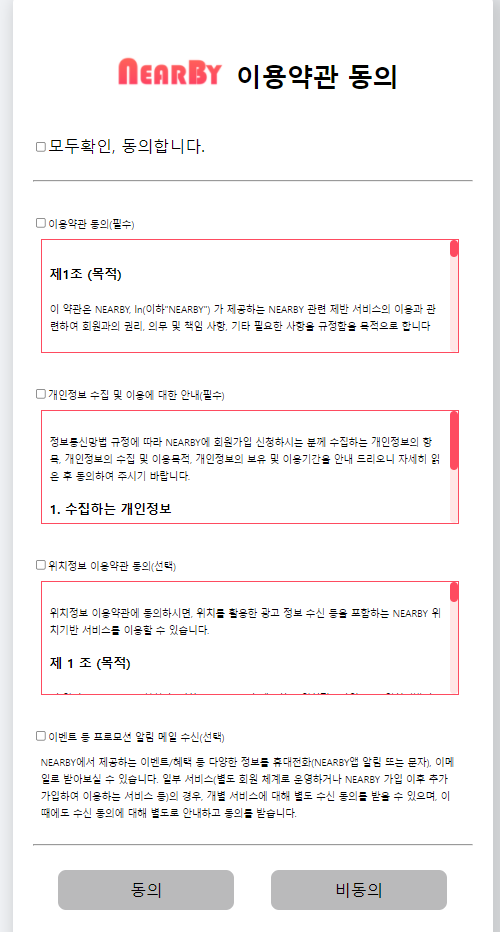 NEARBY 이용약관 동의
모두확인, 동의합니다.
이용약관 동의(필수)
제1조 (목적)
이 약관은 NEARBY, In(이하"NEARBY") 가 제공하는 NEARBY 관련 제반 서비스의 이용과 관
련하여 회원과의 권리, 의무 및 책임 사항, 기타 필요한 사항을 규정함을 목적으로 합니다
개인정보 수집 및 이용에 대한 안내(필수)
정보통신망법 규정에 따라 NEARBY에 회원가입 신청하시는 분께 수집하는 개인정보의 항
목, 개인정보의 수집 및 이용목적, 개인정보의 보유 및 이용기간을 안내 드리오니 자세히 읽
은 후 동의하여 주시기 바랍니다.
1. 수집하는 개인정보
위치정보 이용약관 동의(선택)
위치정보 이용약관에 동의하시면, 위치를 활용한 광고 정보 수신 등을 포함하는 NEARBY 위
치기반 서비스를 이용할 수 있습니다.
제 1 조 (목적)
이벤트 등 프로모션 알림 메일 수신(선택)
NEARBY에서 제공하는 이벤트/혜택 등 다양한 정보를 휴대전화(NEARBY앱 알림 또는 문자), 이메
일로 받아보실 수 있습니다. 일부 서비스(별도 회원 체계로 운영하거나 NEARBY 가입 이후 추가
가입하여 이용하는 서비스 등)의 경우, 개별 서비스에 대해 별도 수신 동의를 받을 수 있으며, 이
때에도 수신 동의에 대해 별도로 안내하고 동의를 받습니다.
동의
비동의